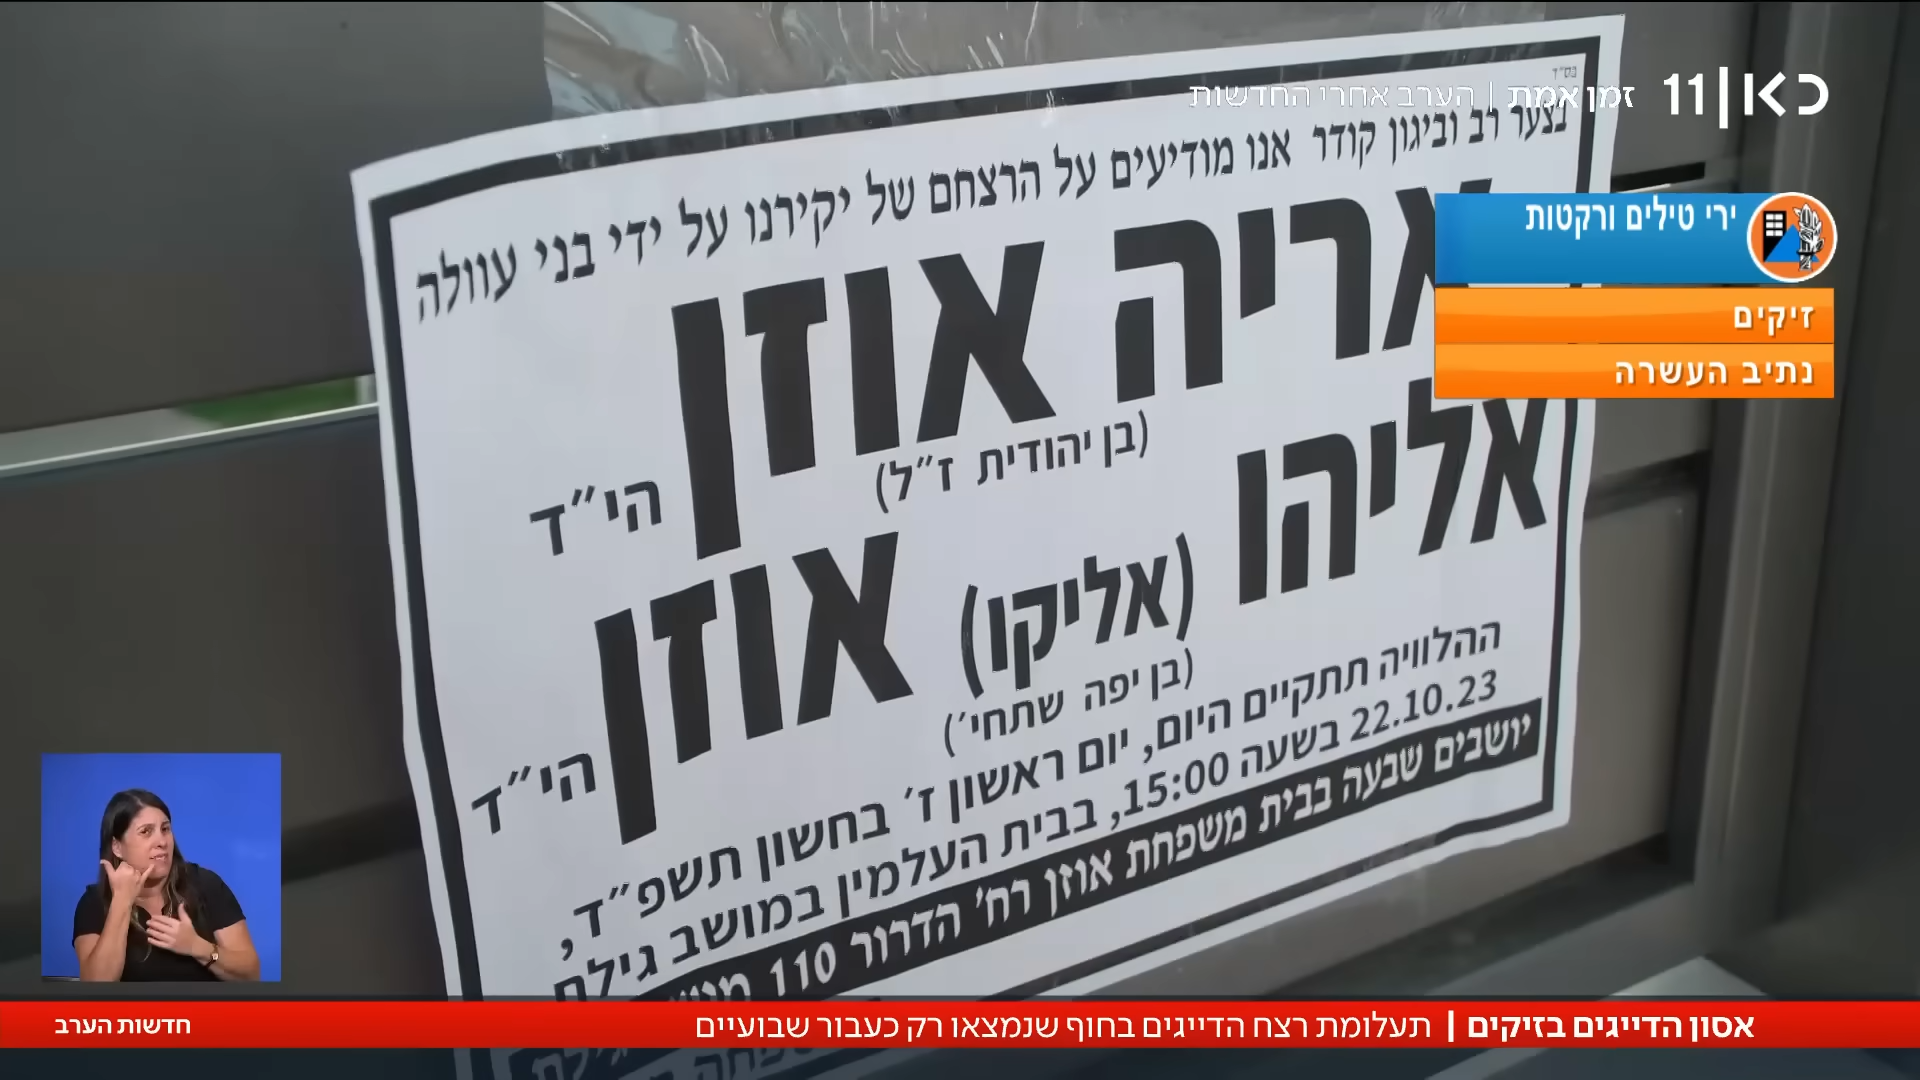 כאן 11
זמן אמת | הערב אחרי החדשות
ירי טילים ורקטות
זיקים
נתיב העשרה
בס״ד
בצער רב וביגון קודר אנו מודיעים על הרצחם של יקירנו על ידי בני עוולה
אריה אוזן הי״ד
(בן יהודית ז״ל)
אליהו (אליקו) אוזן הי״ד
(בן יפה שתחי׳)
ההלוויה תתקיים היום, יום ראשון ז׳ בחשון תשפ״ד,
22.10.23 בשעה 15:00, בבית העלמין במושב גילת
יושבים שבעה בבית משפחת אוזן רח׳ הדרור 110
אסון הדייגים בזיקים | תעלומת רצח הדייגים בחוף שנמצאו רק כעבור שבועיים
חדשות הערב